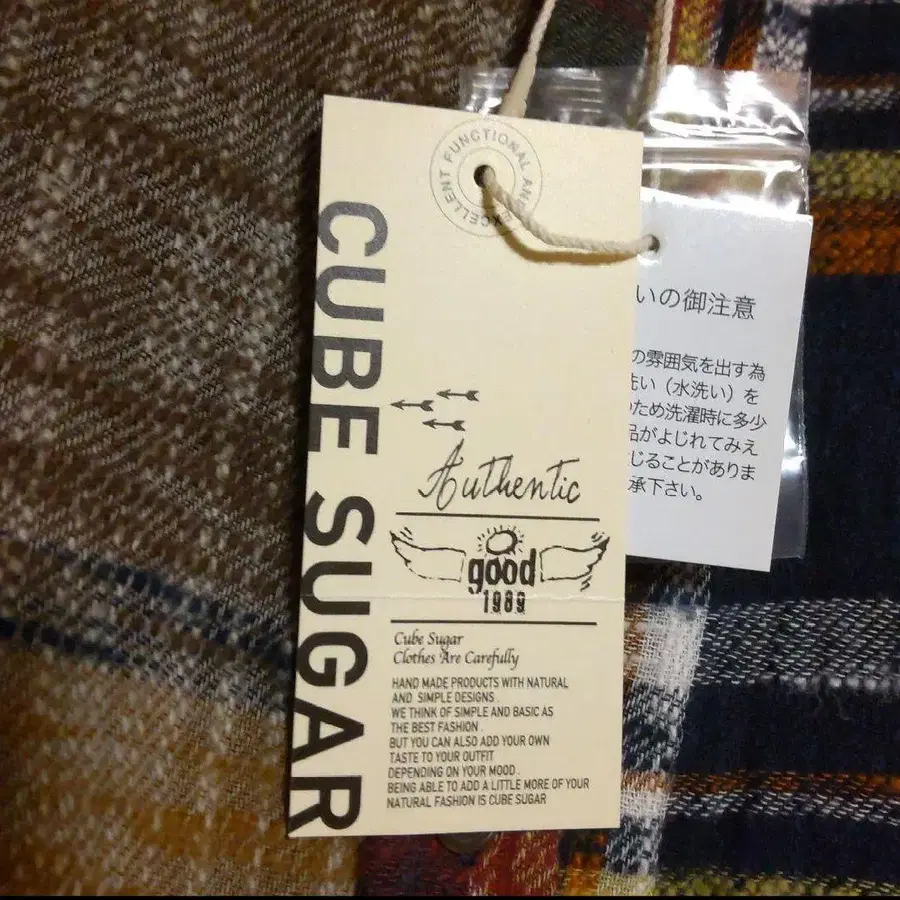 FUNCTIONAL AND EXCELLENT
CUBE SUGAR
Authentic
good
1989
Cube Sugar
Clothes Are Carefully
HAND MADE PRODUCTS WITH NATURAL
AND SIMPLE DESIGNS .
WE THINK OF SIMPLE AND BASIC AS
THE BEST FASHION .
BUT YOU CAN ALSO ADD YOUR OWN
TASTE TO YOUR OUTFIT
DEPENDING ON YOUR MOOD .
BEING ABLE TO ADD A LITTLE MORE OF YOUR
NATURAL FASHION IS CUBE SUGAR
いの御注意
の雰囲気を出す為
洗い（水洗い）を
ため洗濯時に多少
品がよじれてみえ
じることがありま
承下さい。